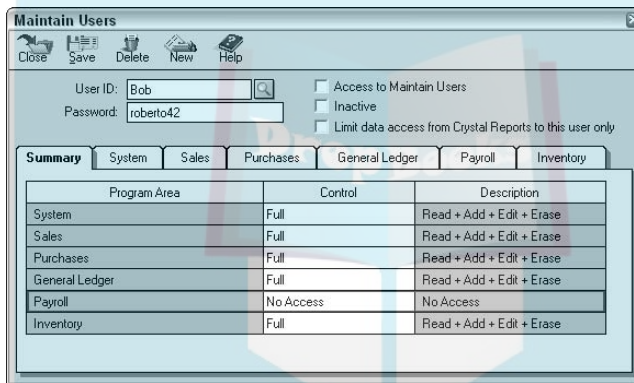 Maintain Users
Close Save Delete New Help
User ID: Bob
Access to Maintain Users
Password: roberto42
Inactive
Limit data access from Crystal Reports to this user only
Summary System Sales Purchases General Ledger Payroll Inventory
Program Area Control Description
System Full Read + Add + Edit + Erase
Sales Full Read + Add + Edit + Erase
Purchases Full Read + Add + Edit + Erase
General Ledger Full Read + Add + Edit + Erase
Payroll No Access No Access
Inventory Full Read + Add + Edit + Erase